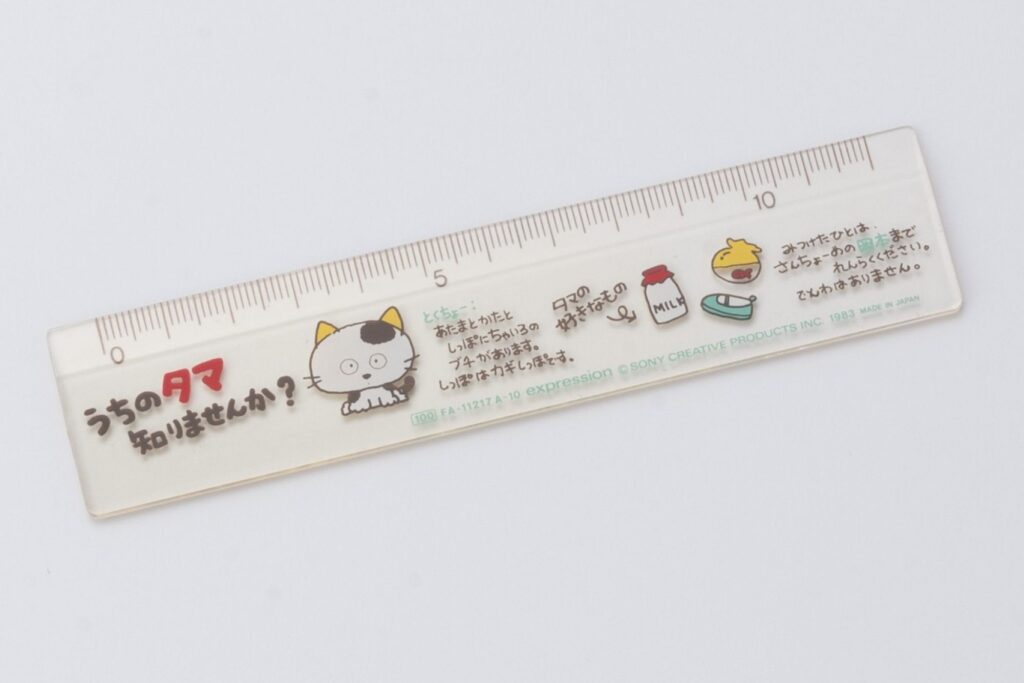 0
5
10
うちのタマ
知りませんか?
とくちょー:
あたまとかたと
しっぽにちゃいろの
ブチがあります。
しっぽはカギしっぽです。
タマの
好きなもの
MILK
みつけたひとは
さんちょーめの岡本まで
れんらくください。
でんわはありません。
100 FA-11217 A-10 expression © SONY CREATIVE PRODUCTS INC. 1983 MADE IN JAPAN